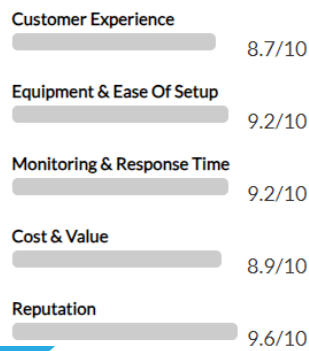 Customer Experience
8.7/10
Equipment & Ease Of Setup
9.2/10
Monitoring & Response Time
9.2/10
Cost & Value
8.9/10
Reputation
9.6/10